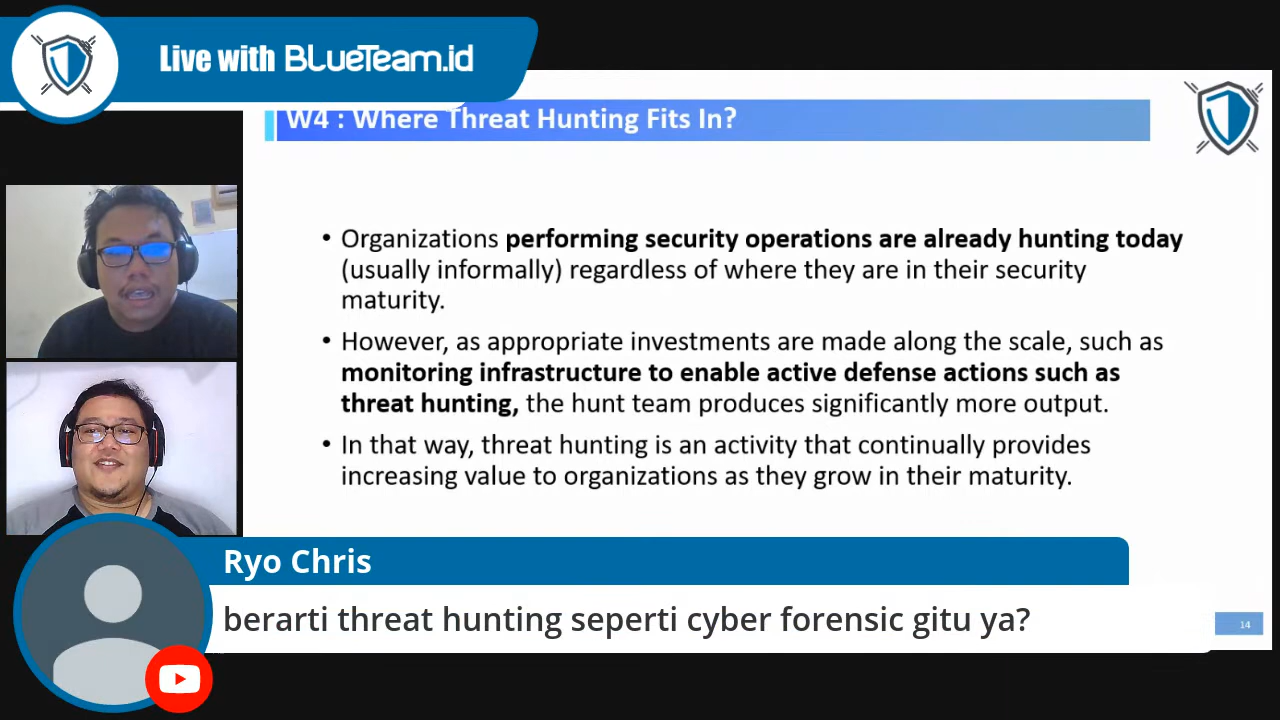 Live with BLueTeam.id
W4 : Where Threat Hunting Fits In?
• Organizations performing security operations are already hunting today
(usually informally) regardless of where they are in their security
maturity.
• However, as appropriate investments are made along the scale, such as
monitoring infrastructure to enable active defense actions such as
threat hunting, the hunt team produces significantly more output.
• In that way, threat hunting is an activity that continually provides
increasing value to organizations as they grow in their maturity.
Ryo Chris
berarti threat hunting seperti cyber forensic gitu ya?
14